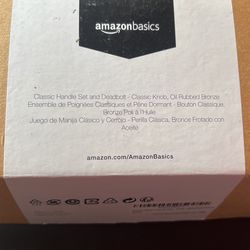 amazonbasics
Classic Handle Set and Deadbolt - Classic Knob, Oil Rubbed Bronze
Ensemble de Poignées Classiques et Pêne Dormant - Bouton Classique,
Bronze Poli à l'Huile
Juego de Manija Clásico y Cerrojo - Perilla Clásica, Bronce Frotado con
Aceite
amazon.com/AmazonBasics